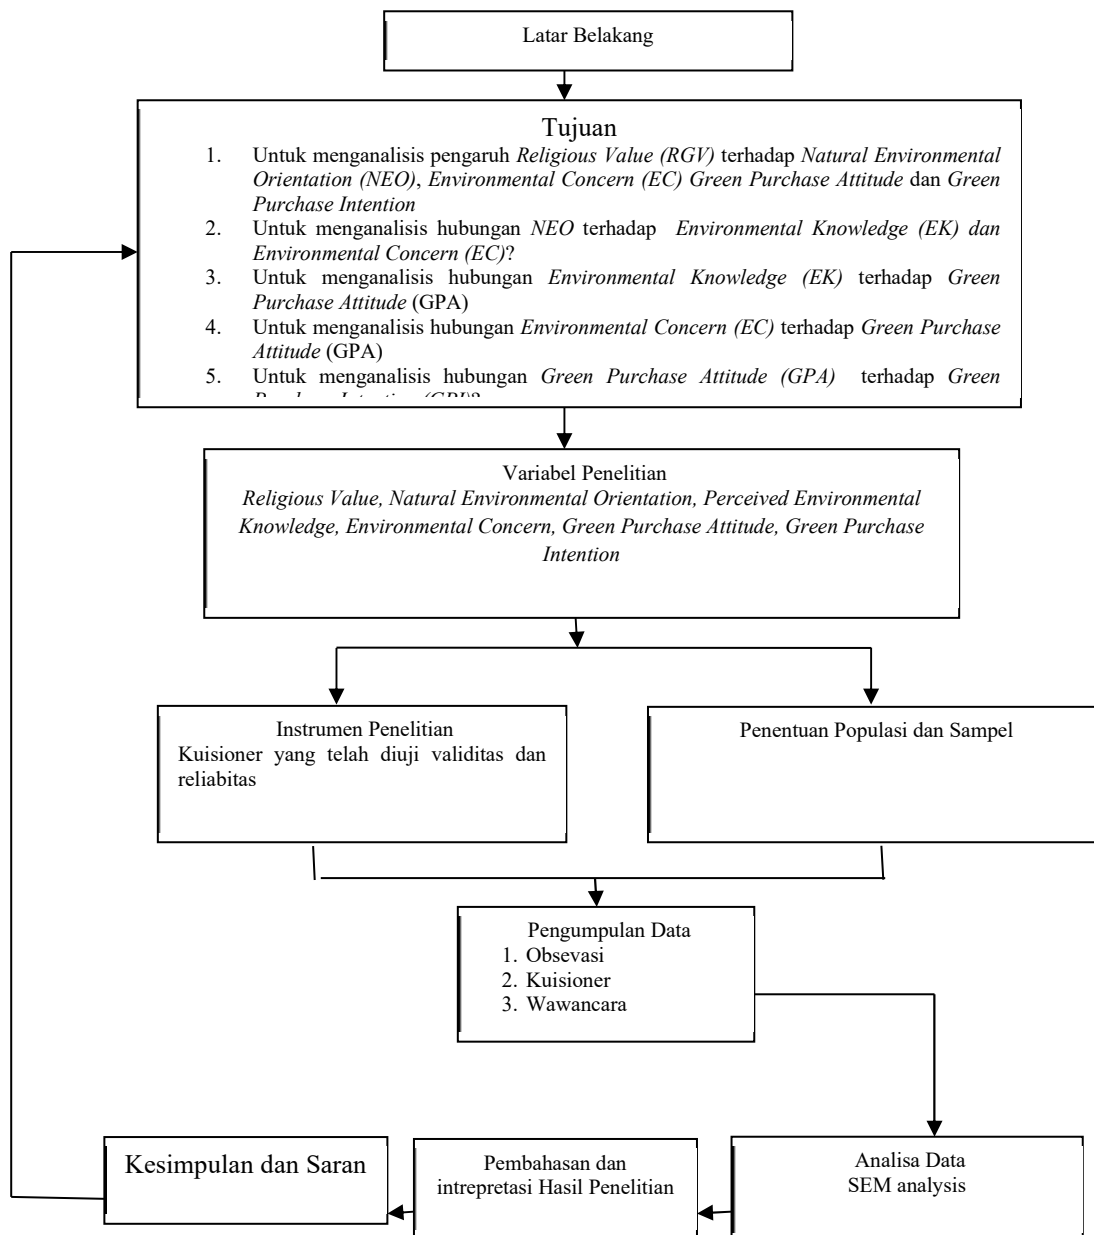 Latar Belakang
Tujuan
1. Untuk menganalisis pengaruh Religious Value (RGV) terhadap Natural Environmental
Orientation (NEO), Environmental Concern (EC) Green Purchase Attitude dan Green
Purchase Intention
2. Untuk menganalisis hubungan NEO terhadap Environmental Knowledge (EK) dan
Environmental Concern (EC)?
3. Untuk menganalisis hubungan Environmental Knowledge (EK) terhadap Green
Purchase Attitude (GPA)
4. Untuk menganalisis hubungan Environmental Concern (EC) terhadap Green Purchase
Attitude (GPA)
5. Untuk menganalisis hubungan Green Purchase Attitude (GPA) terhadap Green
Variabel Penelitian
Religious Value, Natural Environmental Orientation, Perceived Environmental
Knowledge, Environmental Concern, Green Purchase Attitude, Green Purchase
Intention
Instrumen Penelitian
Kuisioner yang telah diuji validitas dan
reliabitas
Penentuan Populasi dan Sampel
Pengumpulan Data
1. Obsevasi
2. Kuisioner
3. Wawancara
Kesimpulan dan Saran
Pembahasan dan
intrepretasi Hasil Penelitian
Analisa Data
SEM analysis